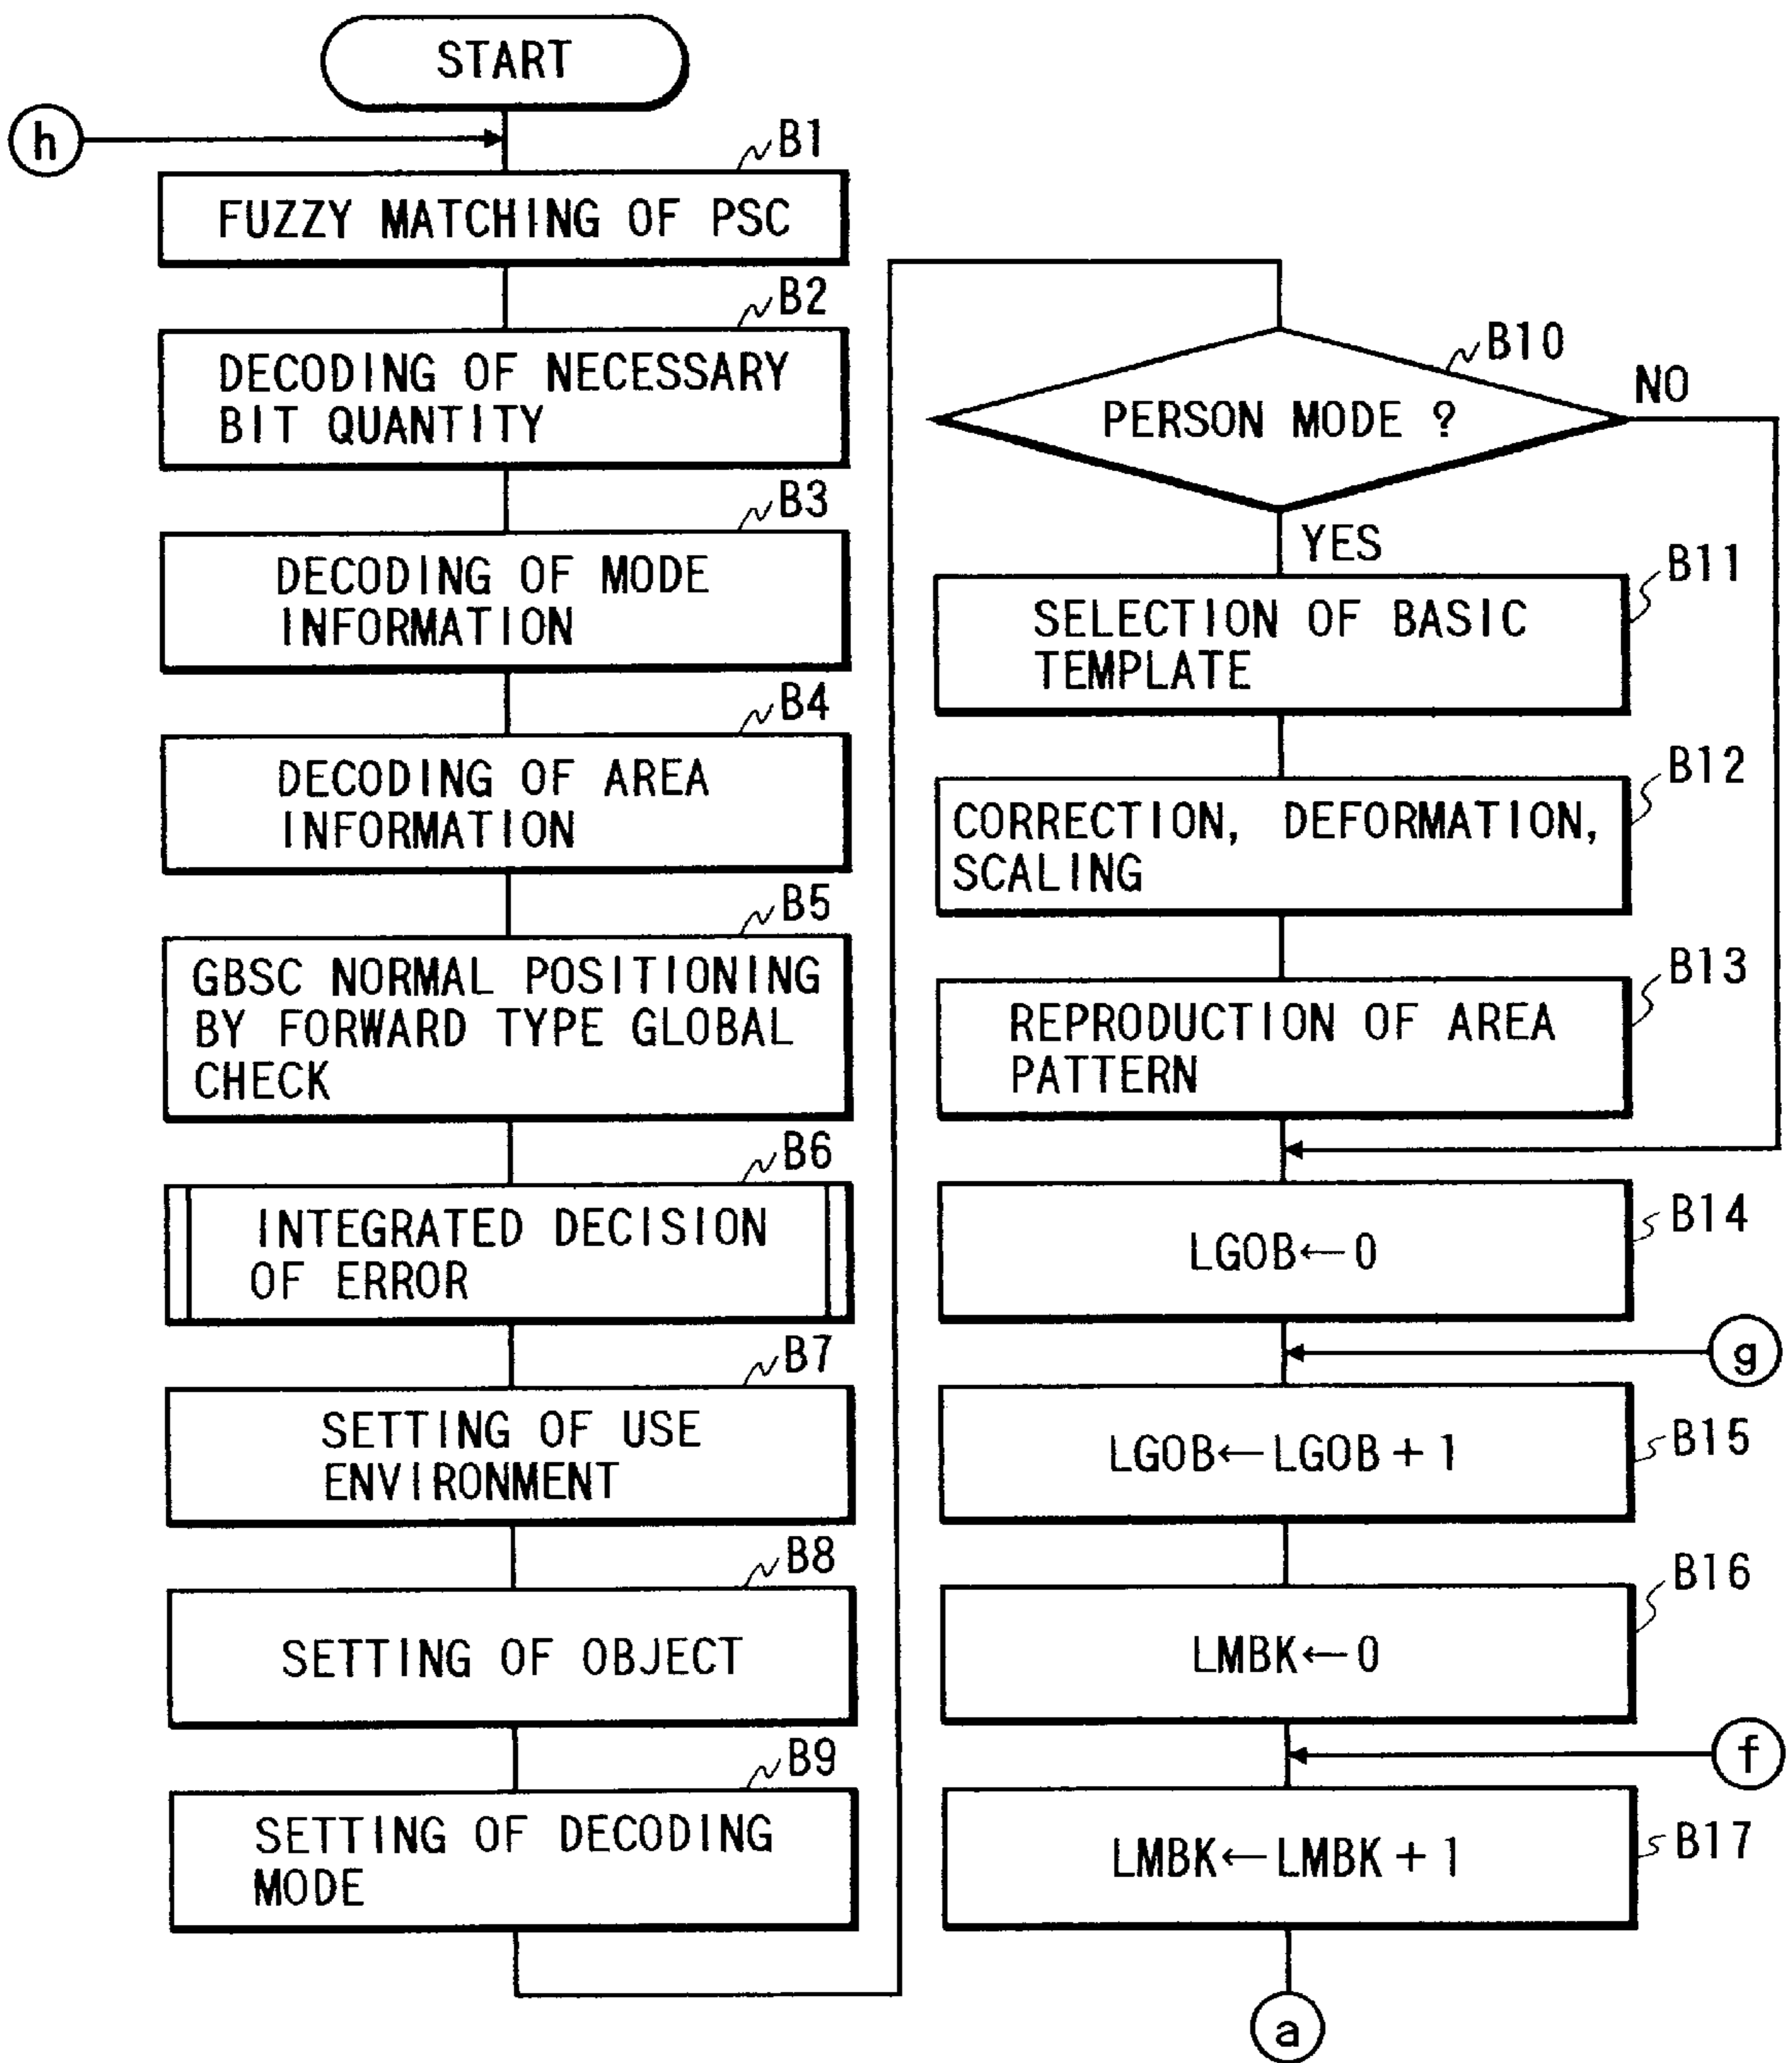 START
h
B1
FUZZY MATCHING OF PSC
B2
DECODING OF NECESSARY
BIT QUANTITY
B3
DECODING OF MODE
INFORMATION
B4
DECODING OF AREA
INFORMATION
B5
GBSC NORMAL POSITIONING
BY FORWARD TYPE GLOBAL
CHECK
B6
INTEGRATED DECISION
OF ERROR
B7
SETTING OF USE
ENVIRONMENT
B8
SETTING OF OBJECT
B9
SETTING OF DECODING
MODE
B10
PERSON MODE ?
NO
YES
B11
SELECTION OF BASIC
TEMPLATE
B12
CORRECTION, DEFORMATION,
SCALING
B13
REPRODUCTION OF AREA
PATTERN
B14
LGOB←0
g
B15
LGOB←LGOB+1
B16
LMBK←0
f
B17
LMBK←LMBK+1
a